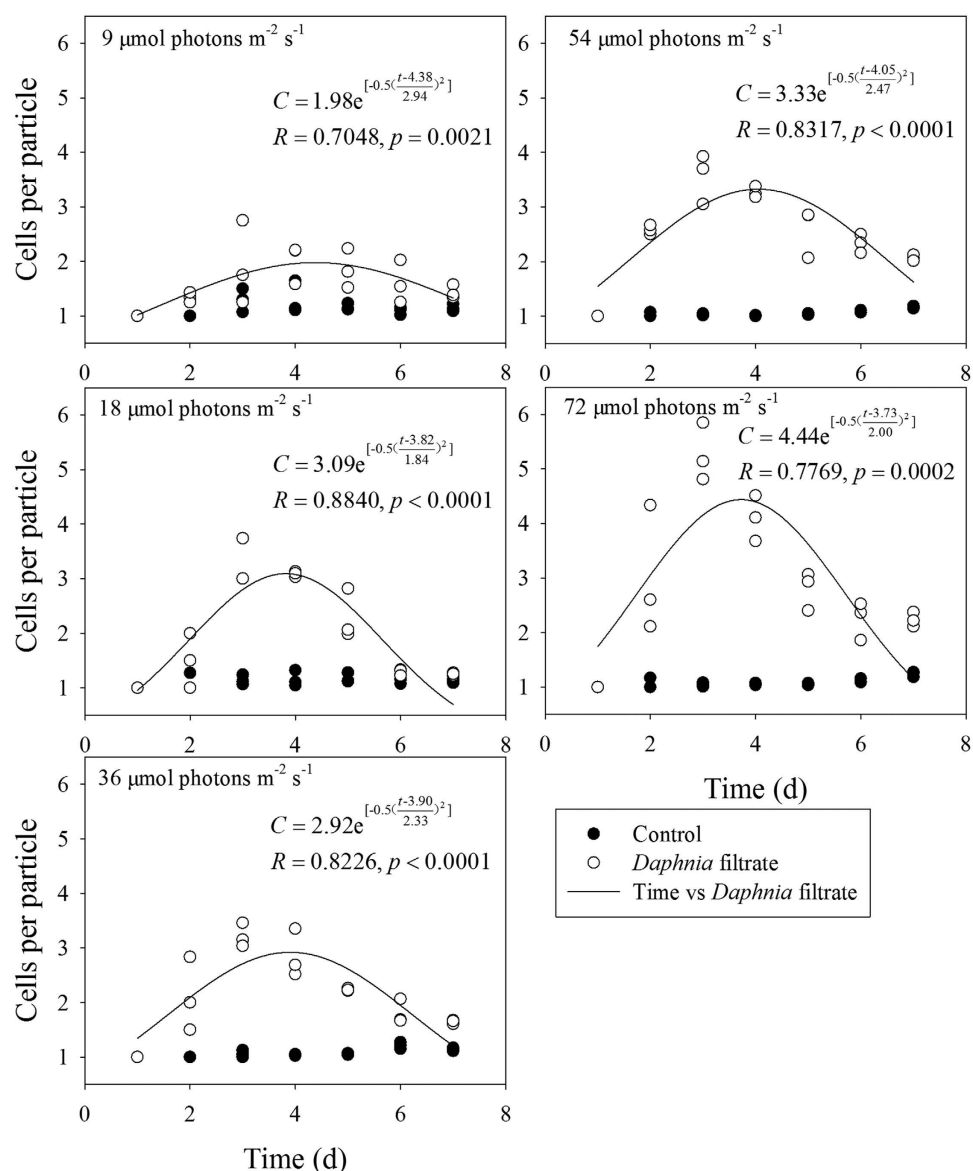 9 μmol photons m⁻² s⁻¹
C = 1.98e^[-0.5((t-4.38)/2.94)²]
R = 0.7048, p = 0.0021
Cells per particle
6
5
4
3
2
1
0 2 4 6 8
54 μmol photons m⁻² s⁻¹
C = 3.33e^[-0.5((t-4.05)/2.47)²]
R = 0.8317, p < 0.0001
6
5
4
3
2
1
0 2 4 6 8
18 μmol photons m⁻² s⁻¹
C = 3.09e^[-0.5((t-3.82)/1.84)²]
R = 0.8840, p < 0.0001
Cells per particle
6
5
4
3
2
1
0 2 4 6 8
72 μmol photons m⁻² s⁻¹
C = 4.44e^[-0.5((t-3.73)/2.00)²]
R = 0.7769, p = 0.0002
6
5
4
3
2
1
0 2 4 6 8
Time (d)
36 μmol photons m⁻² s⁻¹
C = 2.92e^[-0.5((t-3.90)/2.33)²]
R = 0.8226, p < 0.0001
Cells per particle
6
5
4
3
2
1
0 2 4 6 8
Time (d)
Control
Daphnia filtrate
Time vs Daphnia filtrate